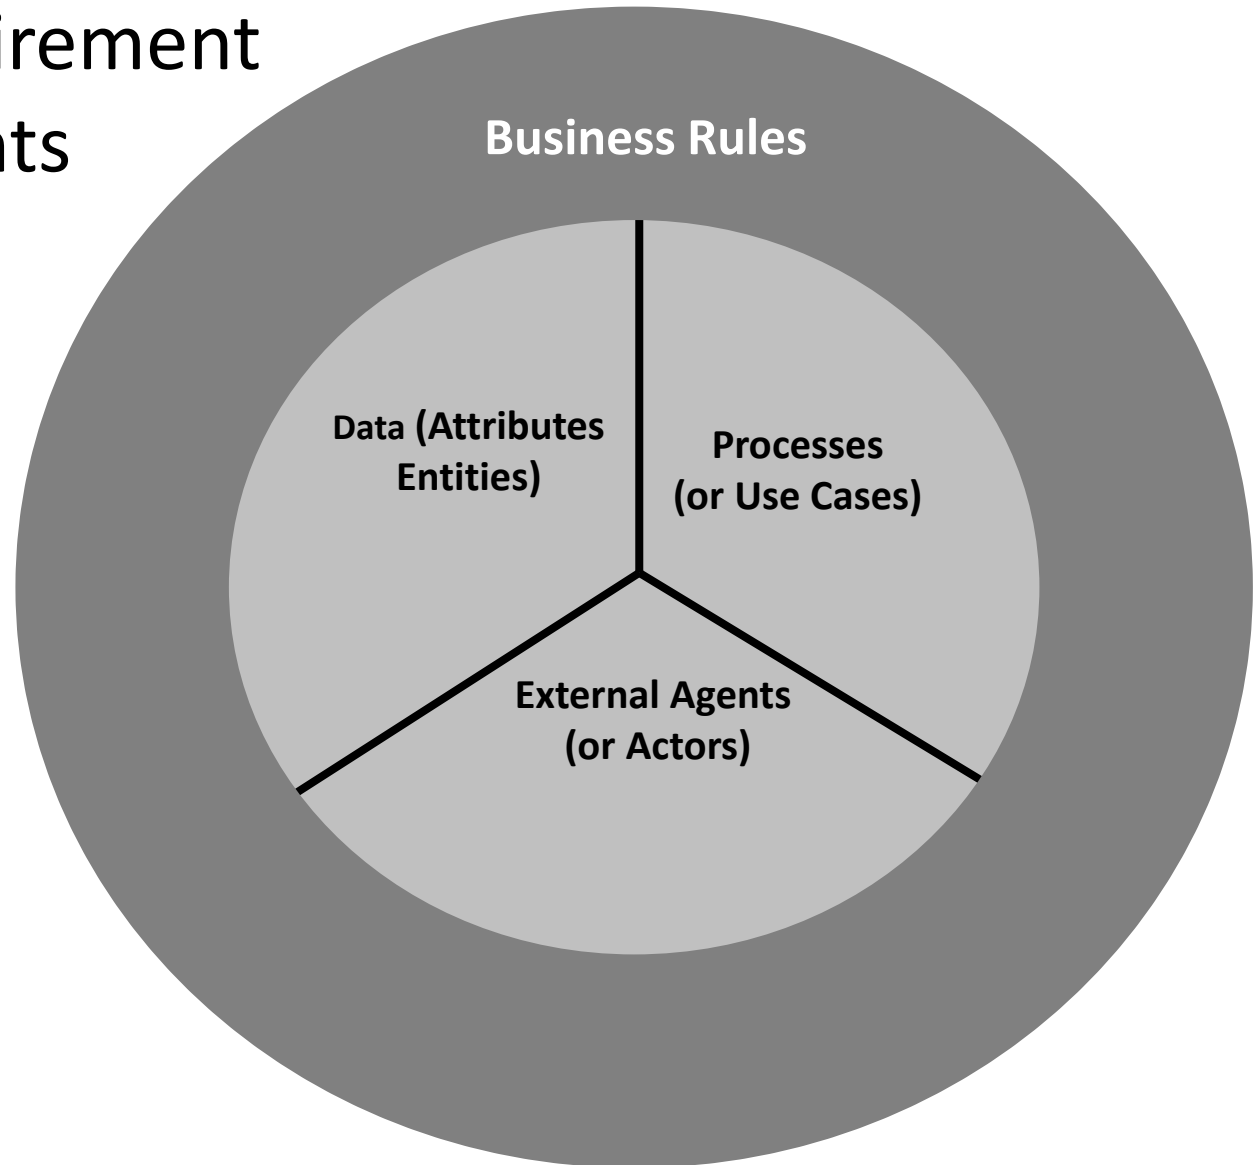 irement
nts
Business Rules
Data (Attributes
Entities)
Processes
(or Use Cases)
External Agents
(or Actors)